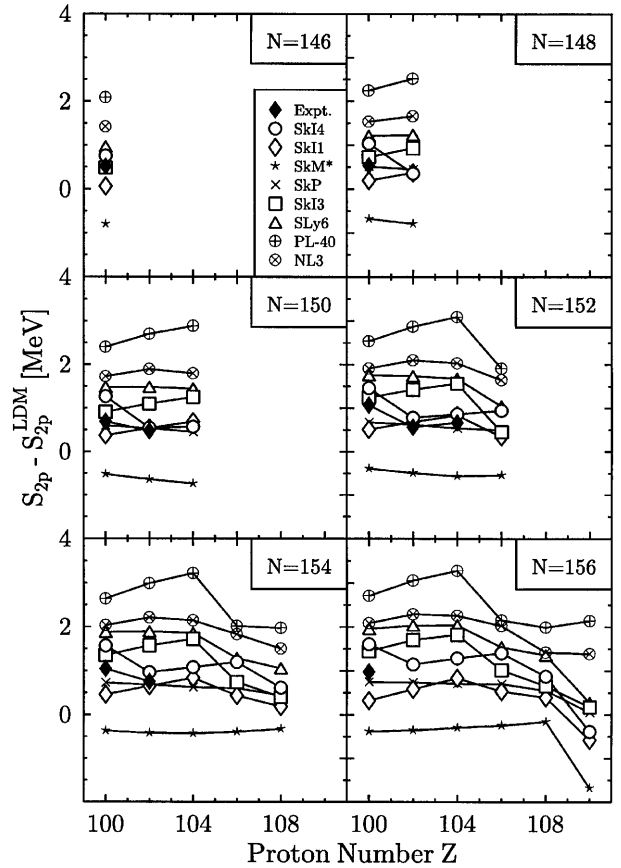 N=146
N=148
4
2
0
Expt.
SkI4
SkI1
SkM*
SkP
SkI3
SLy6
PL-40
NL3
N=150
N=152
4
2
0
S2p - S2p^LDM [MeV]
N=154
N=156
4
2
0
100 104 108 100 104 108
Proton Number Z